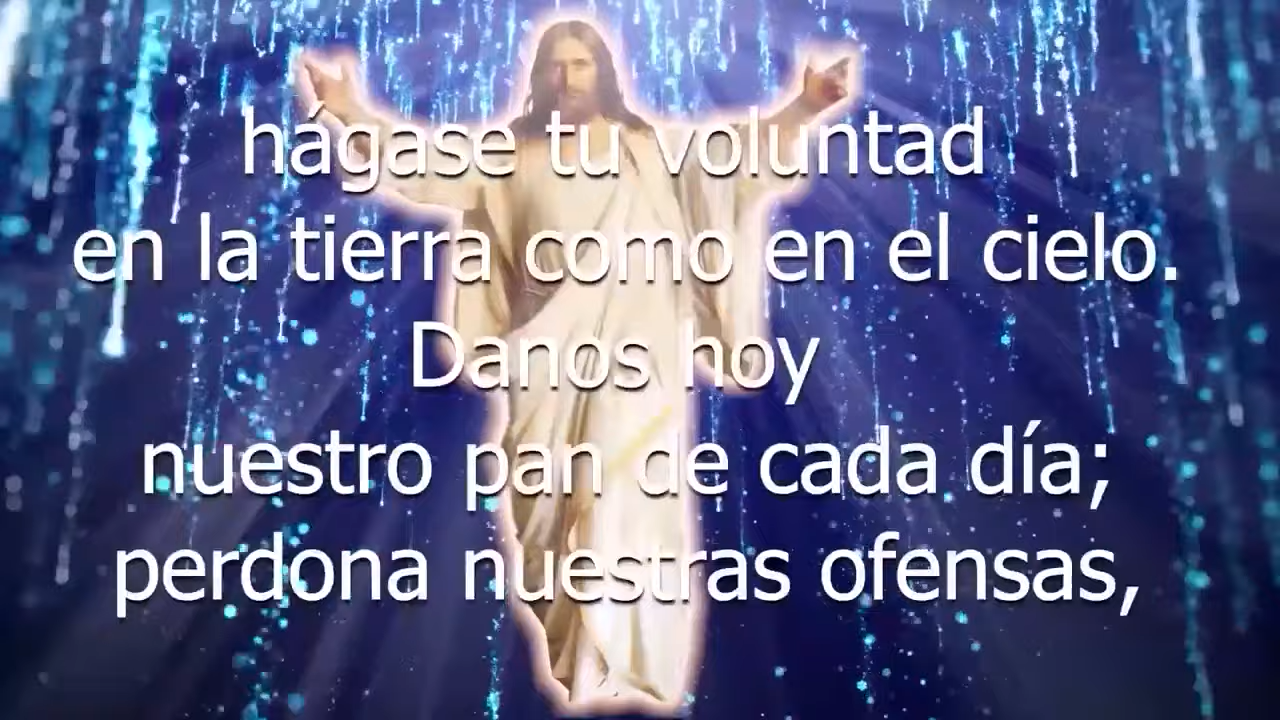 hágase tu voluntad
en la tierra como en el cielo.
Danos hoy
nuestro pan de cada día;
perdona nuestras ofensas,